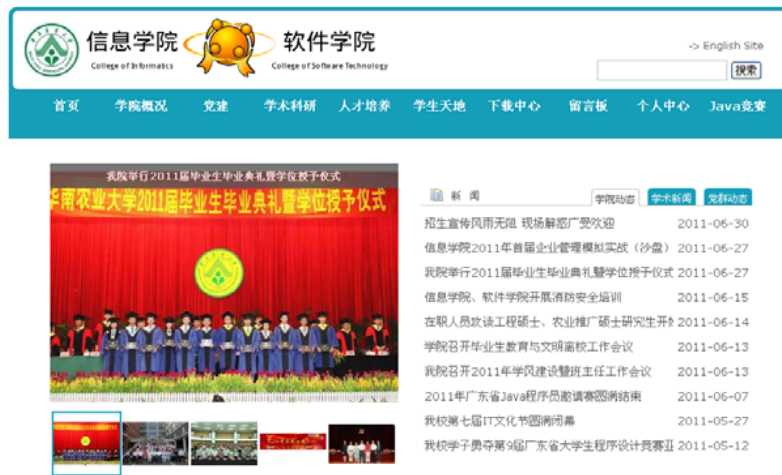 信息学院
College of Informatics
软件学院
College of Software Technology
-> English Site
搜索
首页 学院概况 党建 学术科研 人才培养 学生天地 下载中心 留言板 个人中心 Java竞赛
我院举行2011届毕业生毕业典礼暨学位授予仪式
华南农业大学2011届毕业生毕业典礼暨学位授予仪式
新 闻 学院动态 学术新闻 党群动态
招生宣传风雨无阻 现场解惑广受欢迎 2011-06-30
信息学院2011年首届企业管理模拟实战（沙盘） 2011-06-27
我院举行2011届毕业生毕业典礼暨学位授予仪式 2011-06-27
信息学院、软件学院开展消防安全培训 2011-06-15
在职人员攻读工程硕士、农业推广硕士研究生开 2011-06-14
学院召开毕业生教育与文明离校工作会议 2011-06-13
我院召开2011年学风建设暨班主任工作会议 2011-06-13
2011年广东省Java程序员邀请赛圆满结束 2011-06-07
我校第七届IT文化节圆满闭幕 2011-05-27
我校学子勇夺第9届广东省大学生程序设计竞赛亚 2011-05-12